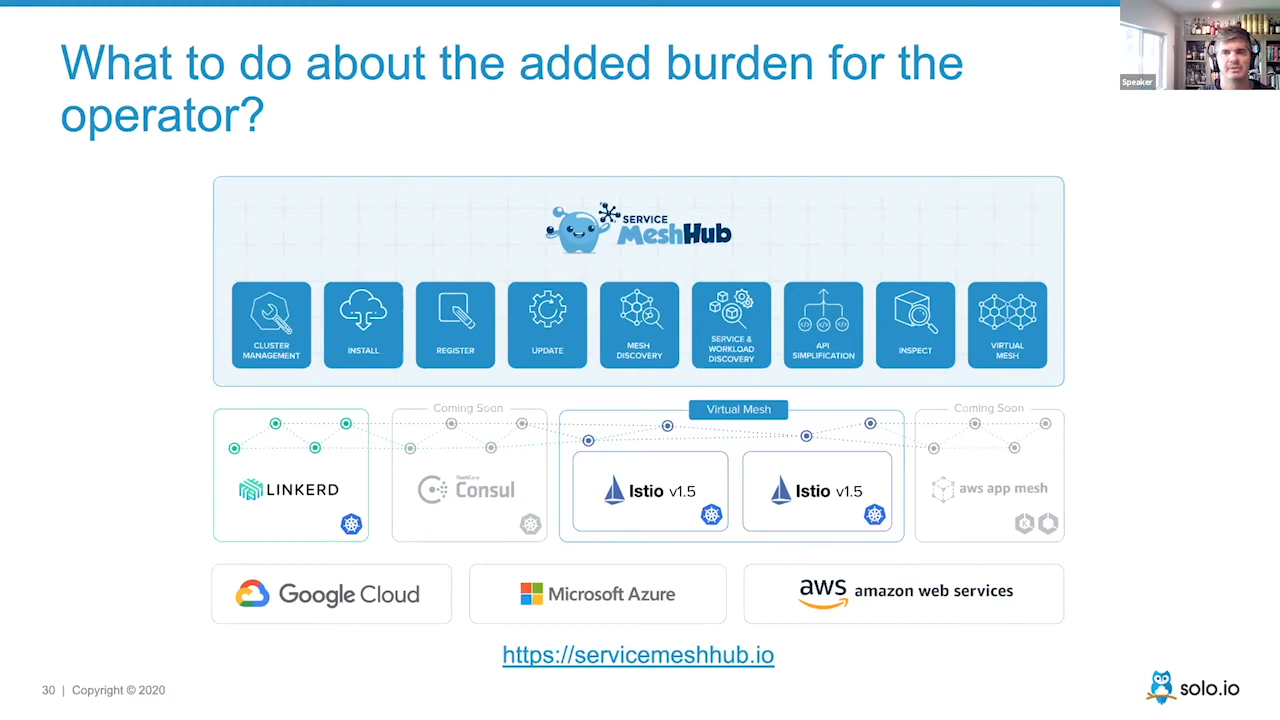 What to do about the added burden for the
operator?
Speaker
SERVICE
MeshHub
CLUSTER
MANAGEMENT
INSTALL
REGISTER
UPDATE
MESH
DISCOVERY
SERVICE &
WORKLOAD
DISCOVERY
API
SIMPLIFICATION
INSPECT
VIRTUAL
MESH
Coming Soon
Virtual Mesh
Coming Soon
LINKERD
HashiCorp
Consul
Istio v1.5
Istio v1.5
aws app mesh
Google Cloud
Microsoft Azure
aws amazon web services
https://servicemeshhub.io
30 | Copyright © 2020
solo.io